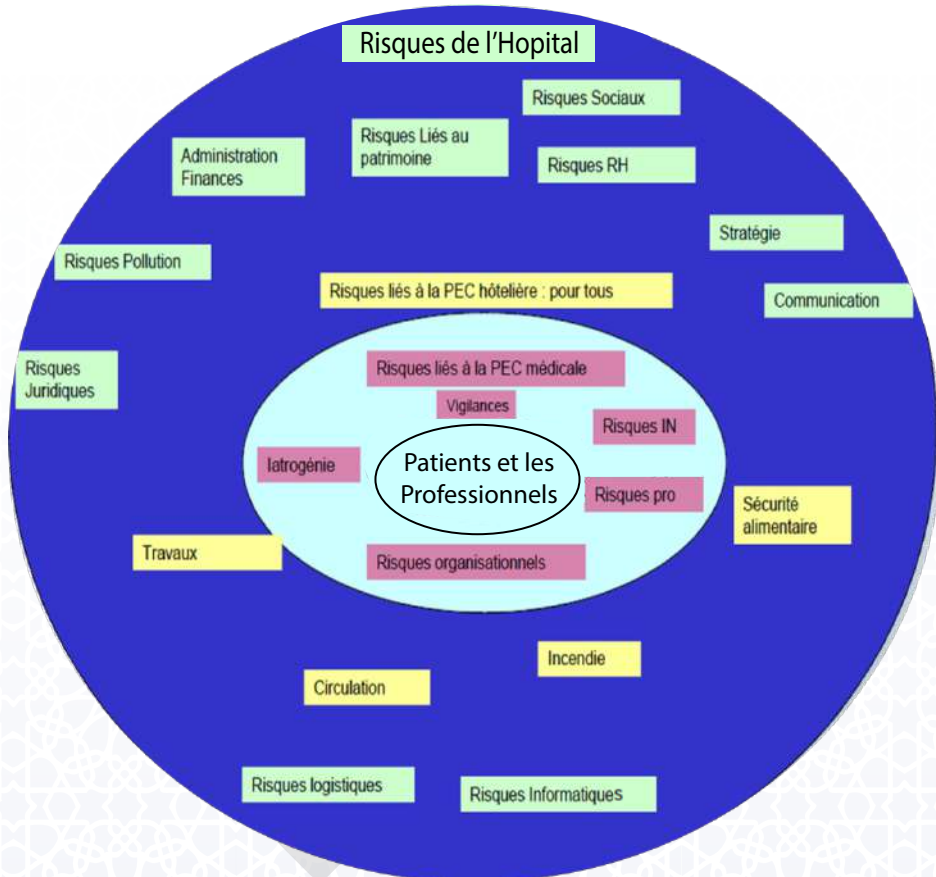 Risques de l'Hopital
Risques Sociaux
Risques Liés au
patrimoine
Administration
Finances
Risques RH
Stratégie
Risques Pollution
Risques liés à la PEC hôtelière : pour tous
Communication
Risques
Juridiques
Risques liés à la PEC médicale
Vigilances
Risques IN
Iatrogénie
Patients et les
Professionnels
Risques pro
Sécurité
alimentaire
Travaux
Risques organisationnels
Incendie
Circulation
Risques logistiques
Risques Informatiques